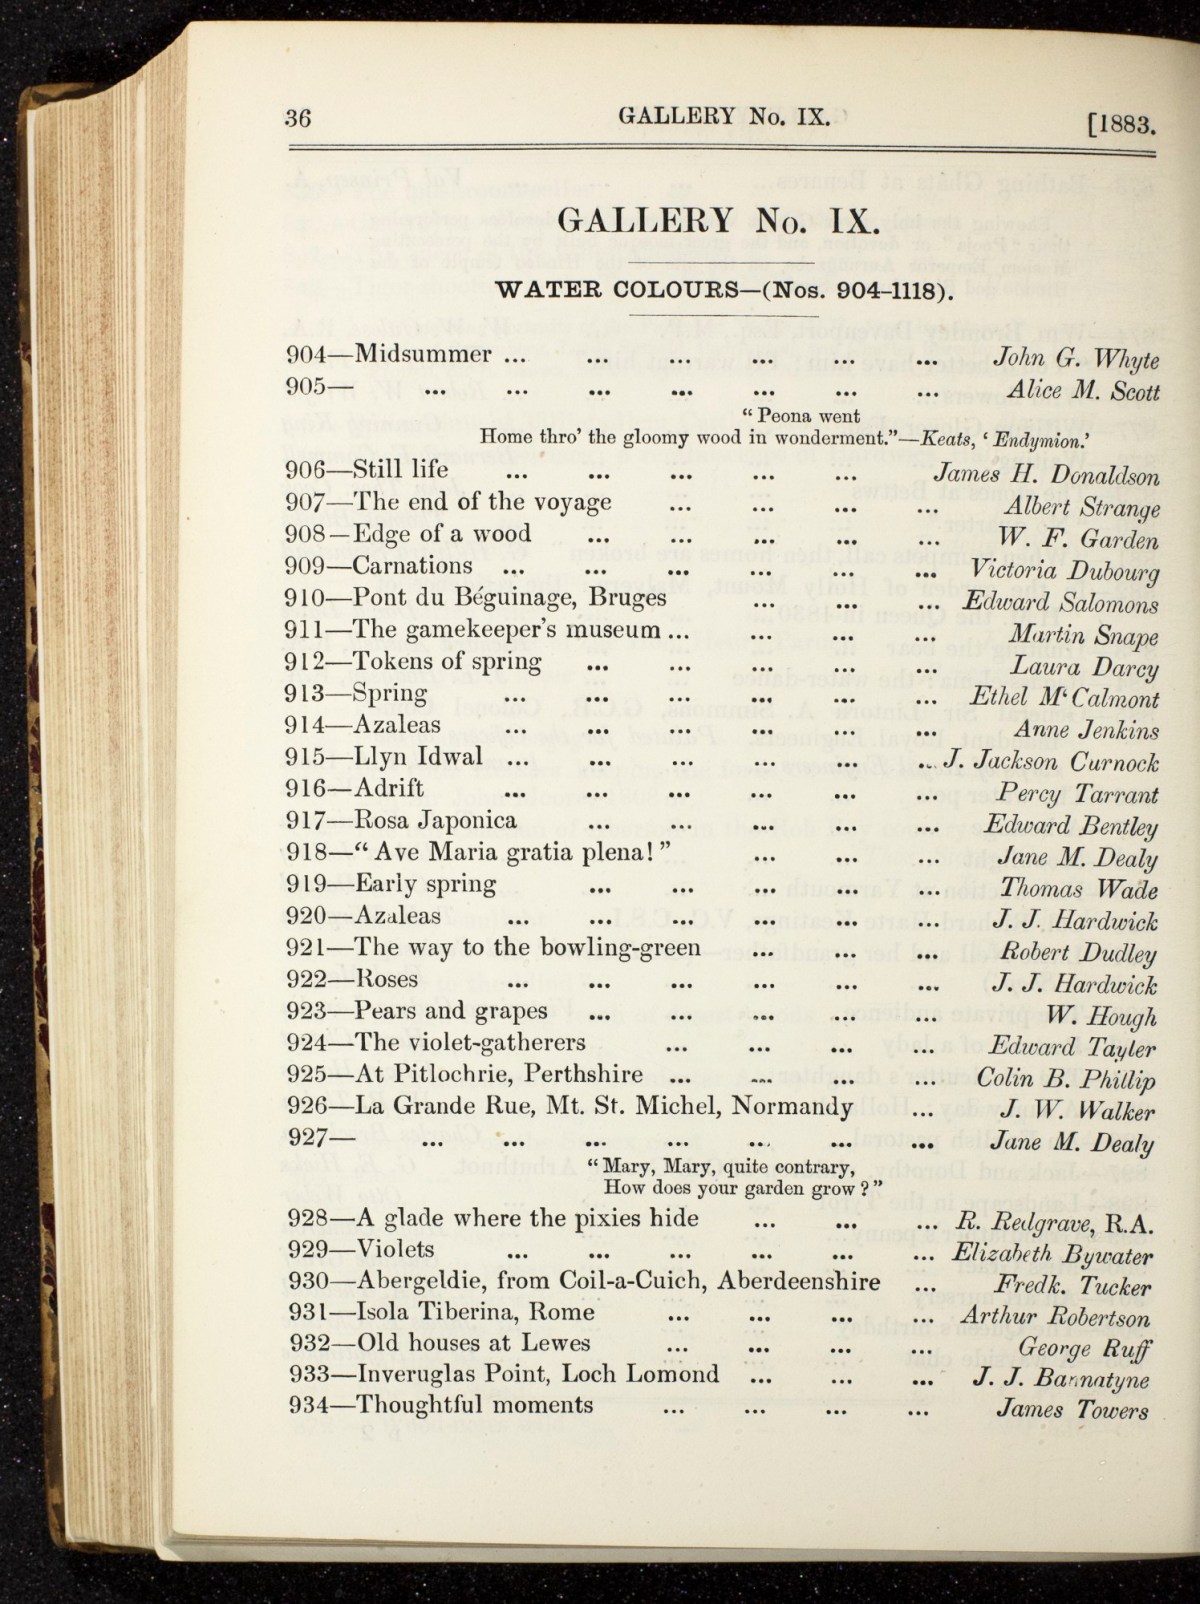 36 GALLERY No. IX. [1883.
GALLERY No. IX.
WATER COLOURS—(Nos. 904-1118).
904—Midsummer ... ... ... ... ... ... John G. Whyte
905— ... ... ... ... ... ... ... Alice M. Scott
“ Peona went
Home thro’ the gloomy wood in wonderment.”—Keats, ‘ Endymion.’
906—Still life ... ... ... ... ... James H. Donaldson
907—The end of the voyage ... ... ... ... Albert Strange
908—Edge of a wood ... ... ... ... ... W. F. Garden
909—Carnations ... ... ... ... ... ... Victoria Dubourg
910—Pont du Béguinage, Bruges ... ... ... Edward Salomons
911—The gamekeeper’s museum ... ... ... ... Martin Snape
912—Tokens of spring ... ... ... ... ... Laura Darcy
913—Spring ... ... ... ... ... ... Ethel Mc Calmont
914—Azaleas ... ... ... ... ... ... Anne Jenkins
915—Llyn Idwal ... ... ... ... ... ... J. Jackson Curnock
916—Adrift ... ... ... ... ... ... Percy Tarrant
917—Rosa Japonica ... ... ... ... ... Edward Bentley
918—“ Ave Maria gratia plena! ” ... ... ... Jane M. Dealy
919—Early spring ... ... ... ... ... Thomas Wade
920—Azaleas ... ... ... ... ... ... J. J. Hardwick
921—The way to the bowling-green ... ... ... Robert Dudley
922—Roses ... ... ... ... ... ... J. J. Hardwick
923—Pears and grapes ... ... ... ... ... W. Hough
924—The violet-gatherers ... ... ... ... Edward Tayler
925—At Pitlochrie, Perthshire ... ... ... ... Colin B. Phillip
926—La Grande Rue, Mt. St. Michel, Normandy ... J. W. Walker
927— ... ... ... ... ... ... ... Jane M. Dealy
“ Mary, Mary, quite contrary,
How does your garden grow ? ”
928—A glade where the pixies hide ... ... ... R. Redgrave, R.A.
929—Violets ... ... ... ... ... ... Elizabeth Bywater
930—Abergeldie, from Coil-a-Cuich, Aberdeenshire ... Fredk. Tucker
931—Isola Tiberina, Rome ... ... ... ... Arthur Robertson
932—Old houses at Lewes ... ... ... ... George Ruff
933—Inveruglas Point, Loch Lomond ... ... ... J. J. Bannatyne
934—Thoughtful moments ... ... ... ... James Towers